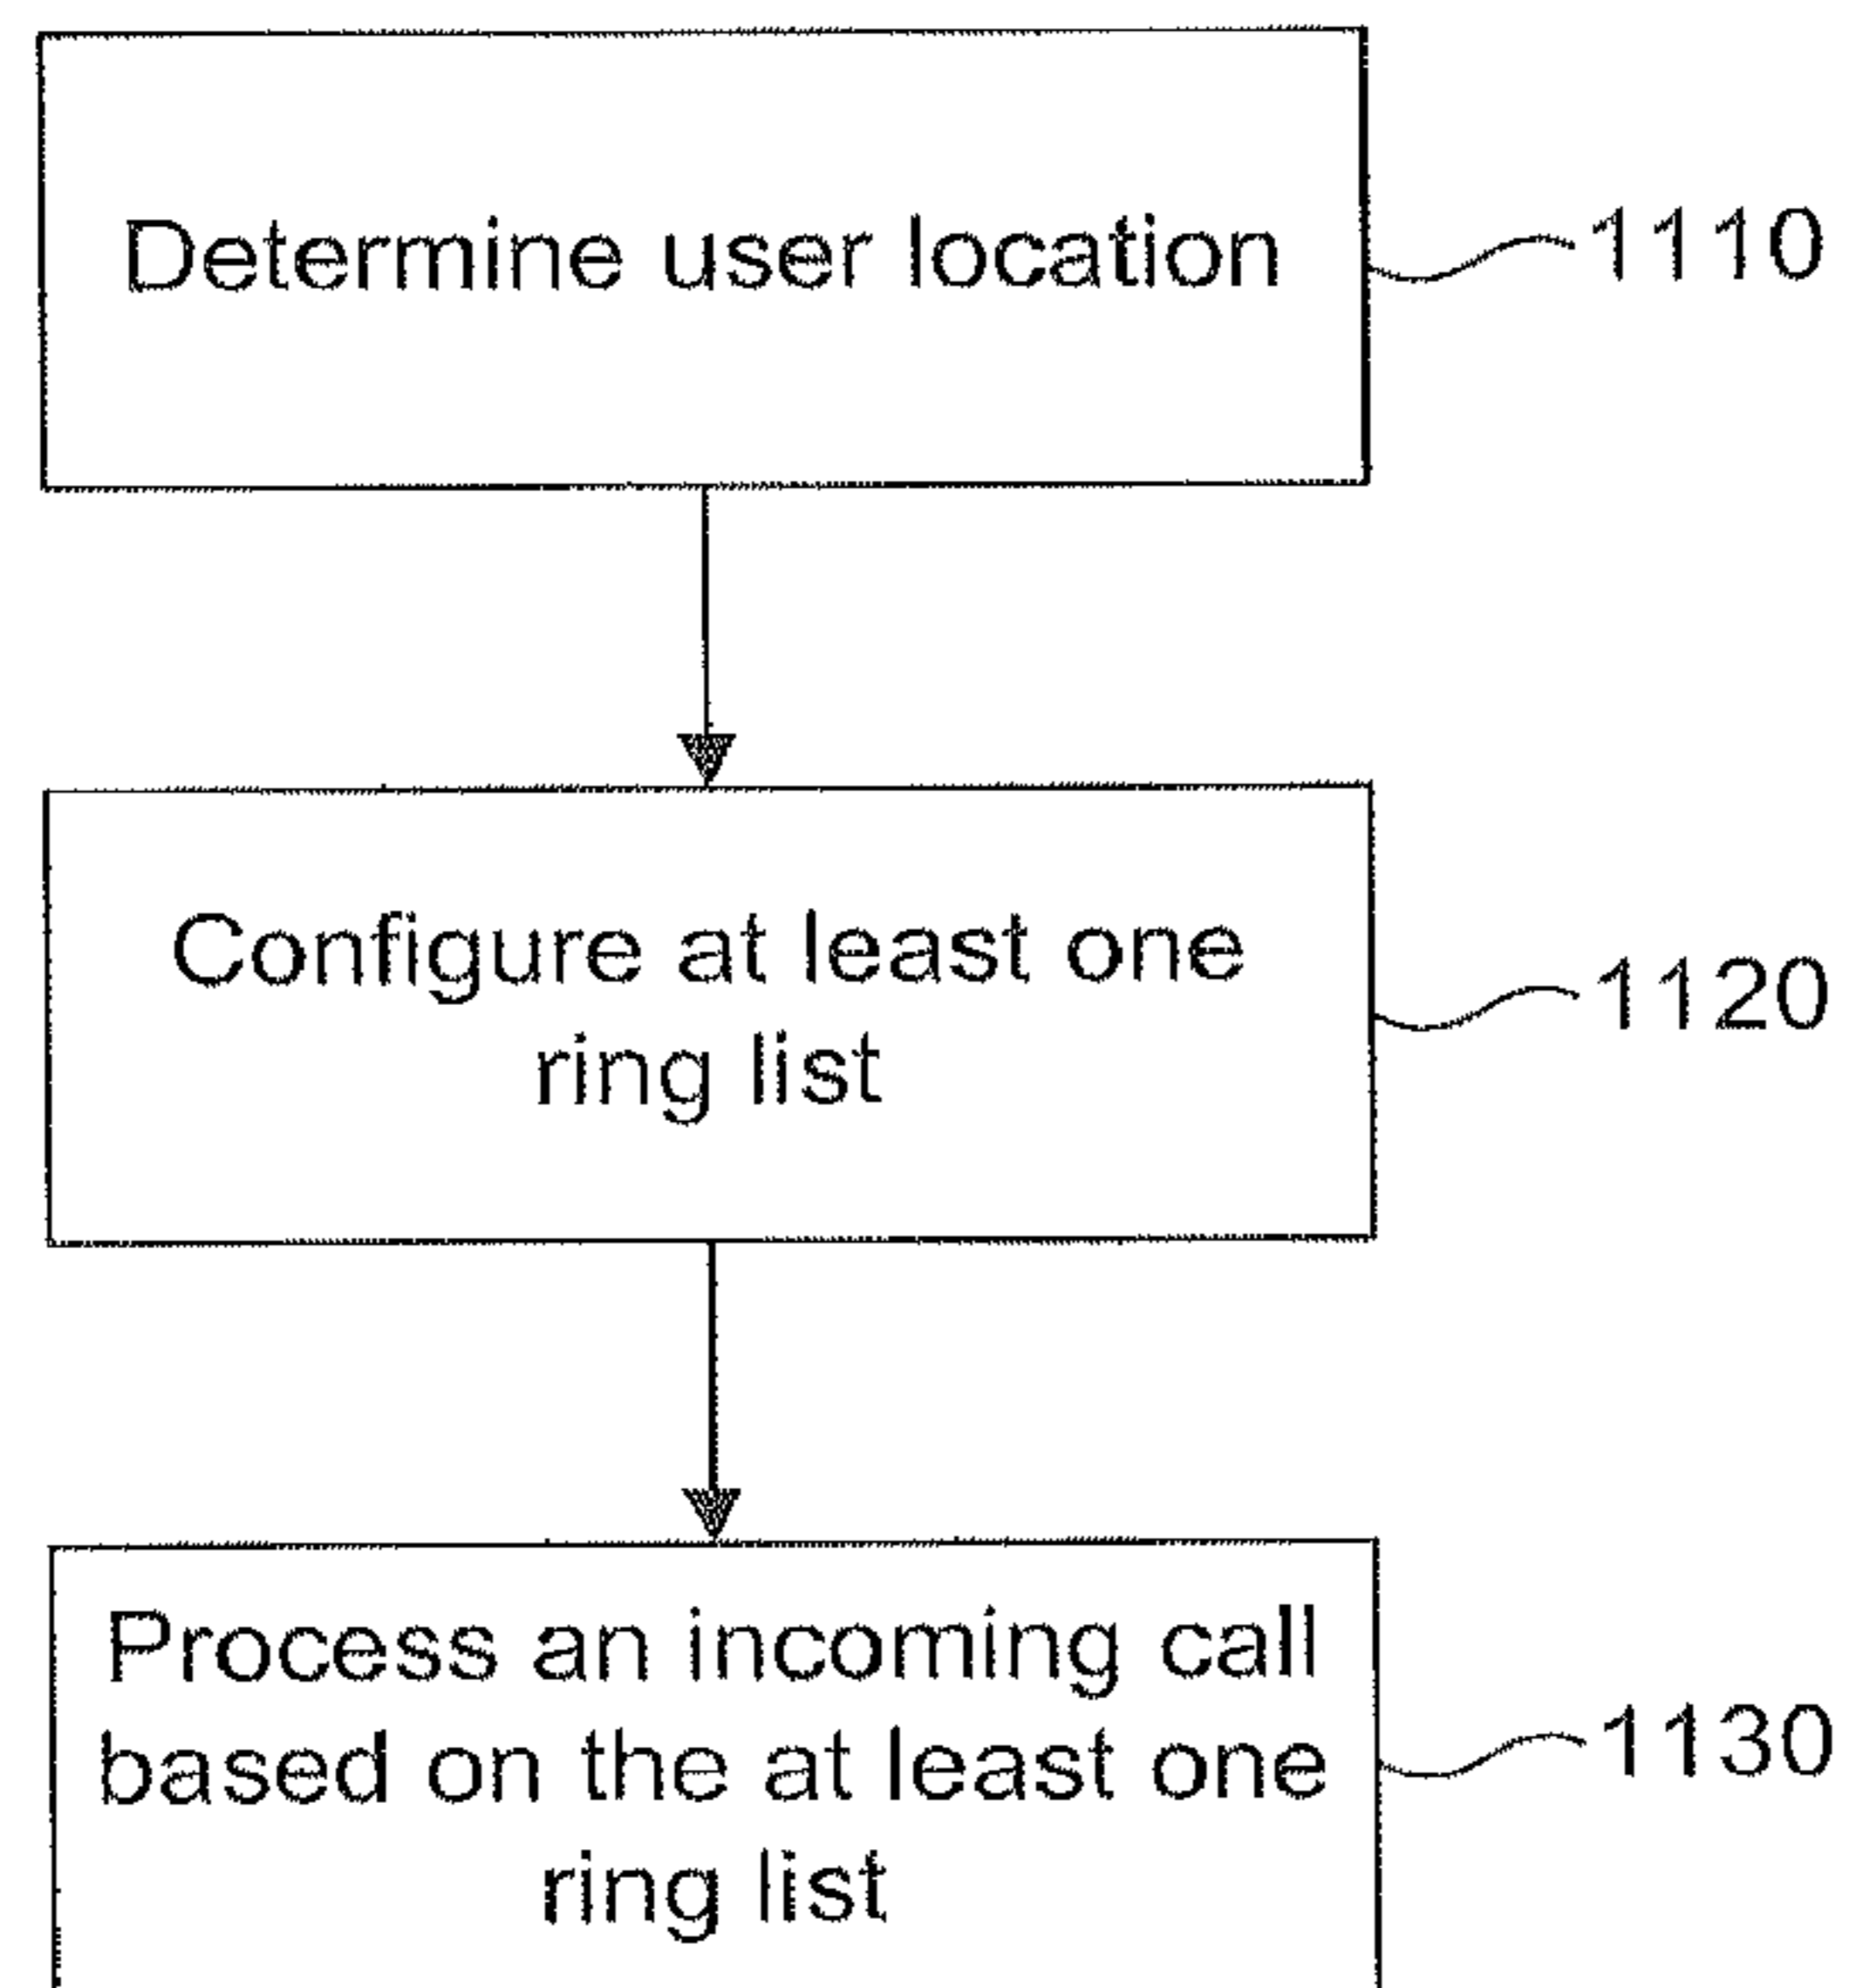 Determine user location
1110
Configure at least one
ring list
1120
Process an incoming call
based on the at least one
ring list
1130